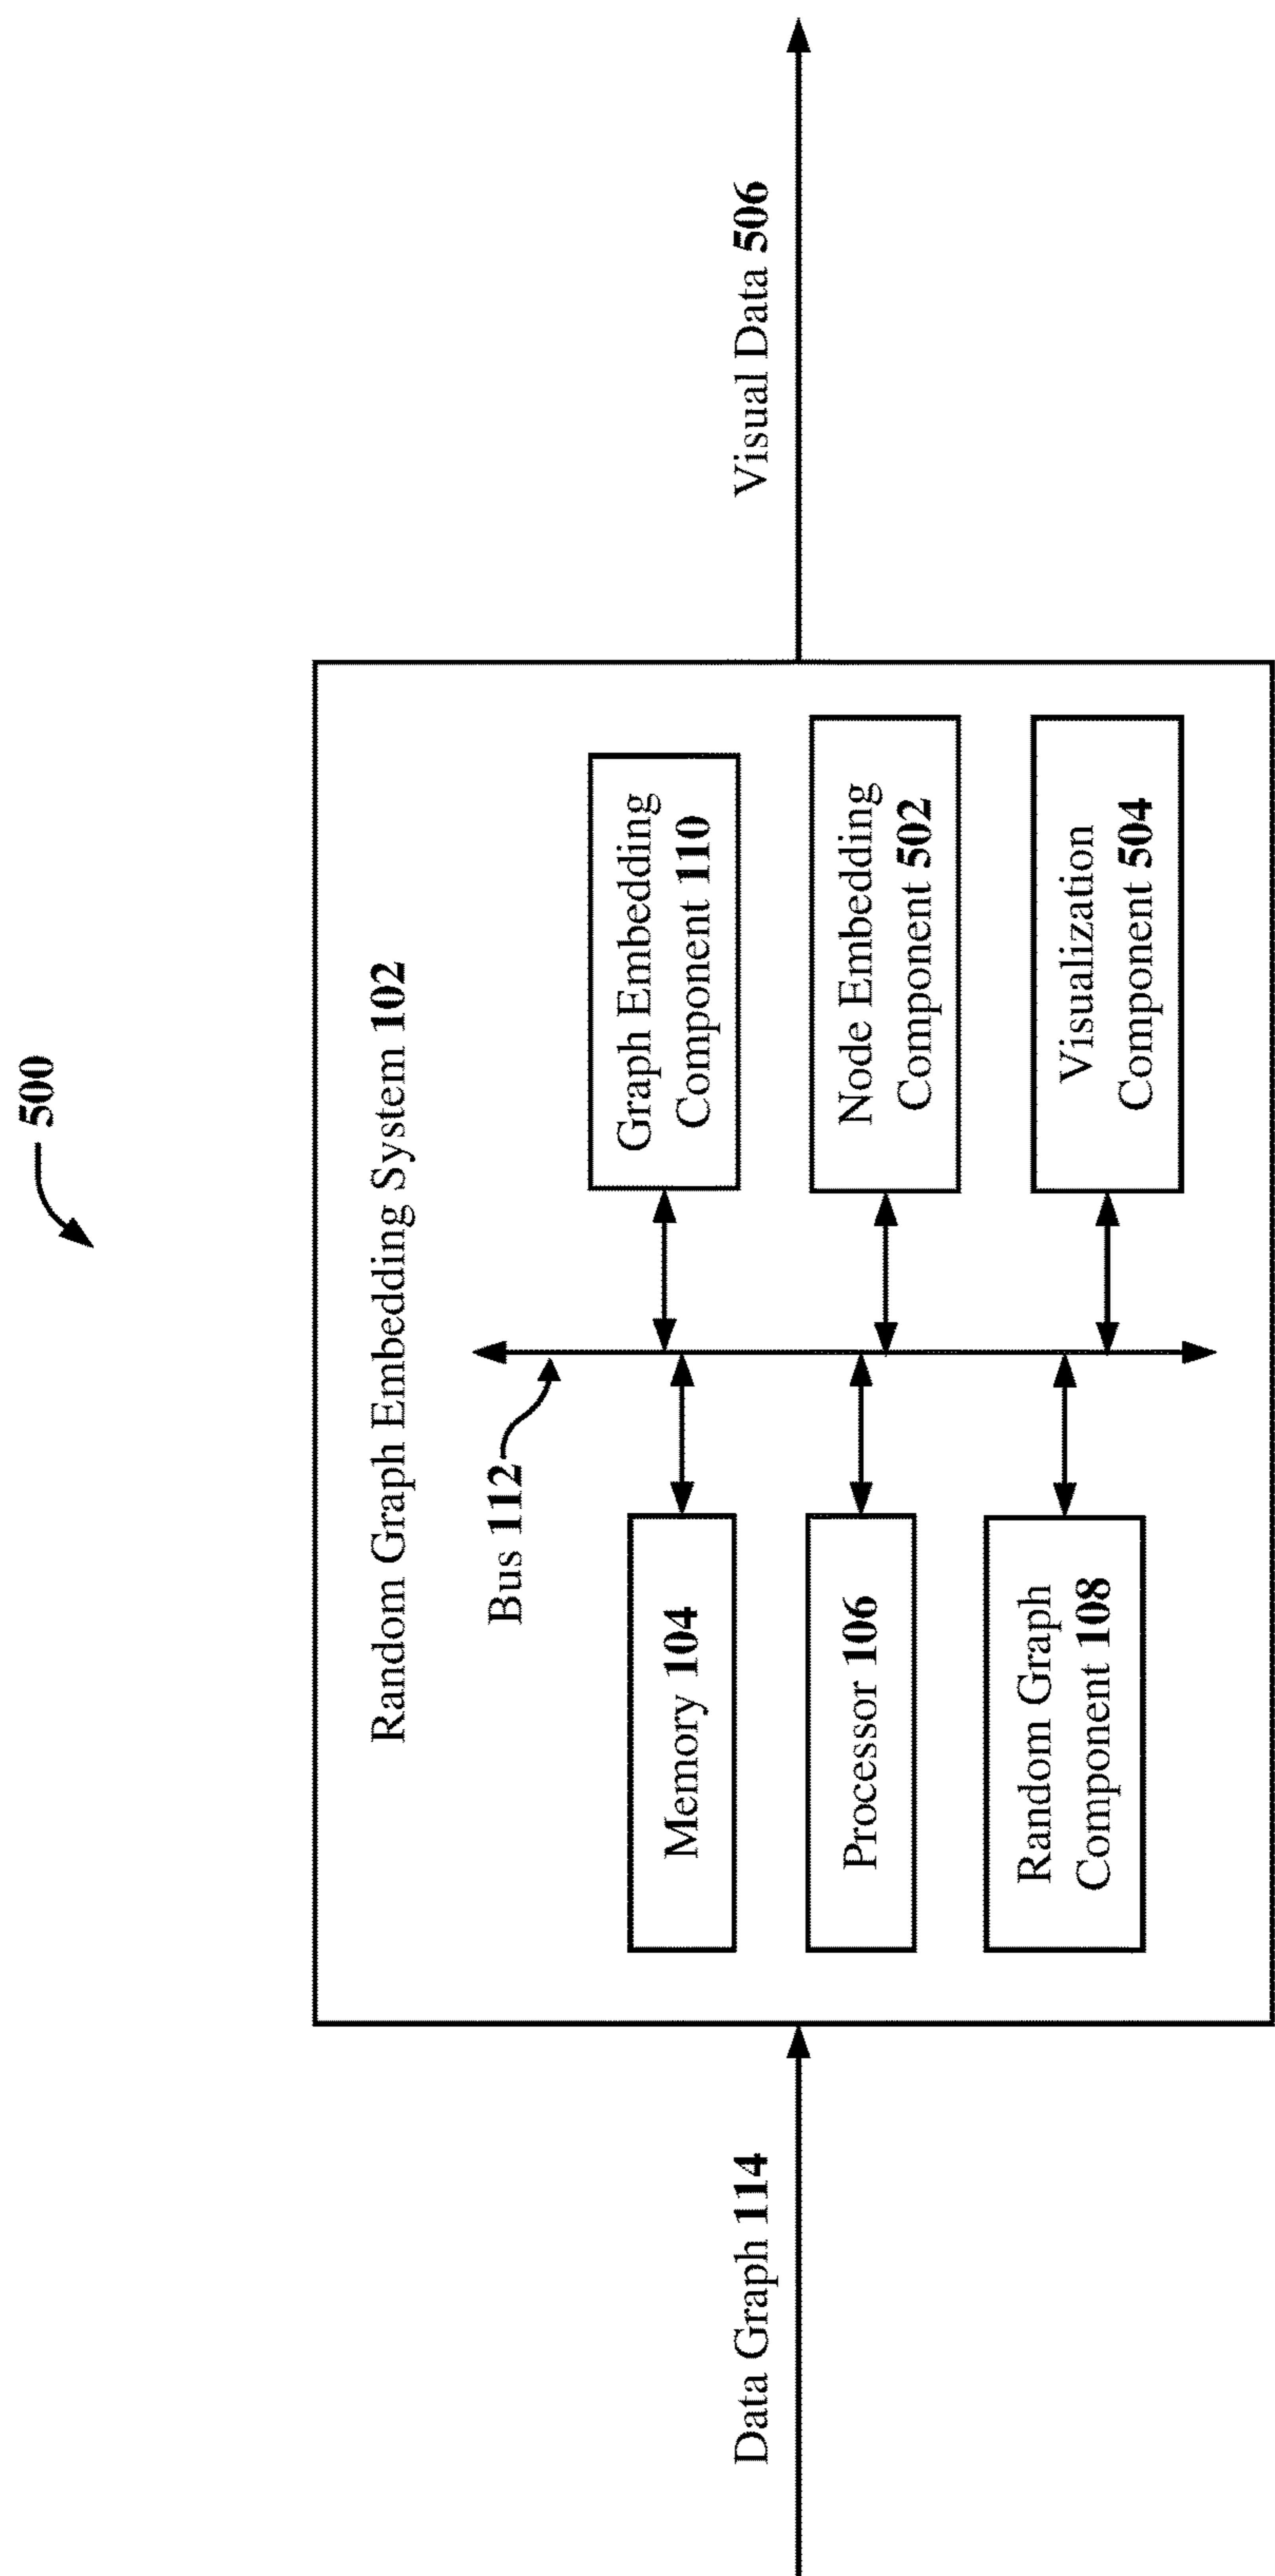 500
Random Graph Embedding System 102
Bus 112
Memory 104
Processor 106
Random Graph
Component 108
Graph Embedding
Component 110
Node Embedding
Component 502
Visualization
Component 504
Data Graph 114
Visual Data 506